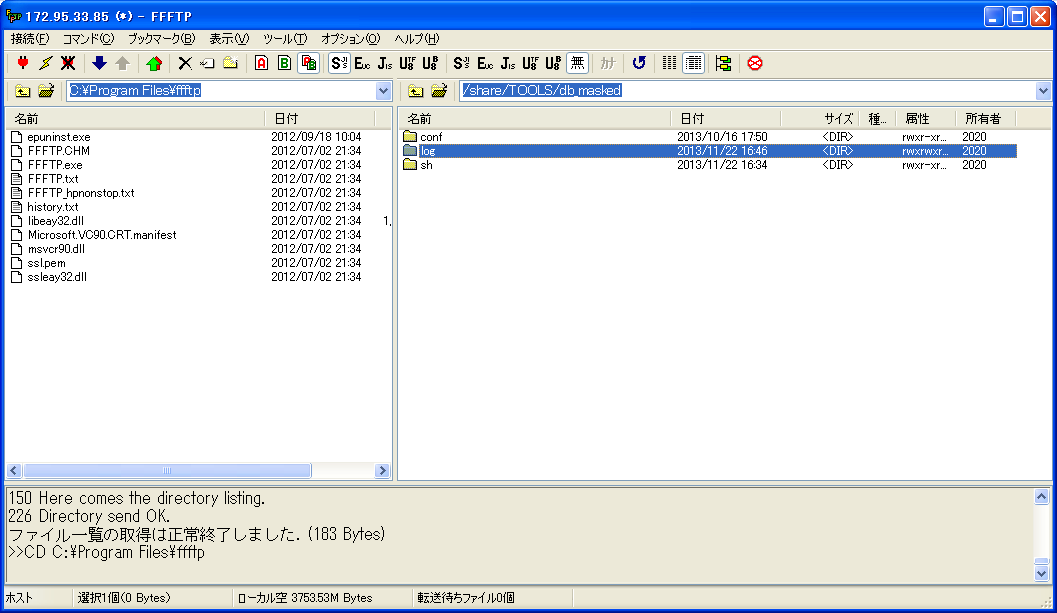 172.95.33.85 (*) - FFFTP
接続(F) コマンド(C) ブックマーク(B) 表示(V) ツール(T) オプション(O) ヘルプ(H)
A B S EUC JIS S EUC JIS 無 カナ
C:¥Program Files¥ffftp /share/TOOLS/db_masked
名前 日付 名前 日付 サイズ 種... 属性 所有者
epuninst.exe 2012/09/18 10:04 conf 2013/10/16 17:50 <DIR> rwxr-xr... 2020
FFFTP.CHM 2012/07/02 21:34 log 2013/11/22 16:46 <DIR> rwxrwxr... 2020
FFFTP.exe 2012/07/02 21:34 sh 2013/11/22 16:34 <DIR> rwxr-xr... 2020
FFFTP.txt 2012/07/02 21:34
FFFTP_hpnonstop.txt 2012/07/02 21:34
history.txt 2012/07/02 21:34
libeay32.dll 2012/07/02 21:34 1,
Microsoft.VC90.CRT.manifest 2012/07/02 21:34
msvcr90.dll 2012/07/02 21:34
ssl.pem 2012/07/02 21:34
ssleay32.dll 2012/07/02 21:34
150 Here comes the directory listing.
226 Directory send OK.
ファイル一覧の取得は正常終了しました. (183 Bytes)
>>CD C:¥Program Files¥ffftp
ホスト 選択1個(0 Bytes) ローカル空 3753.53M Bytes 転送待ちファイル0個